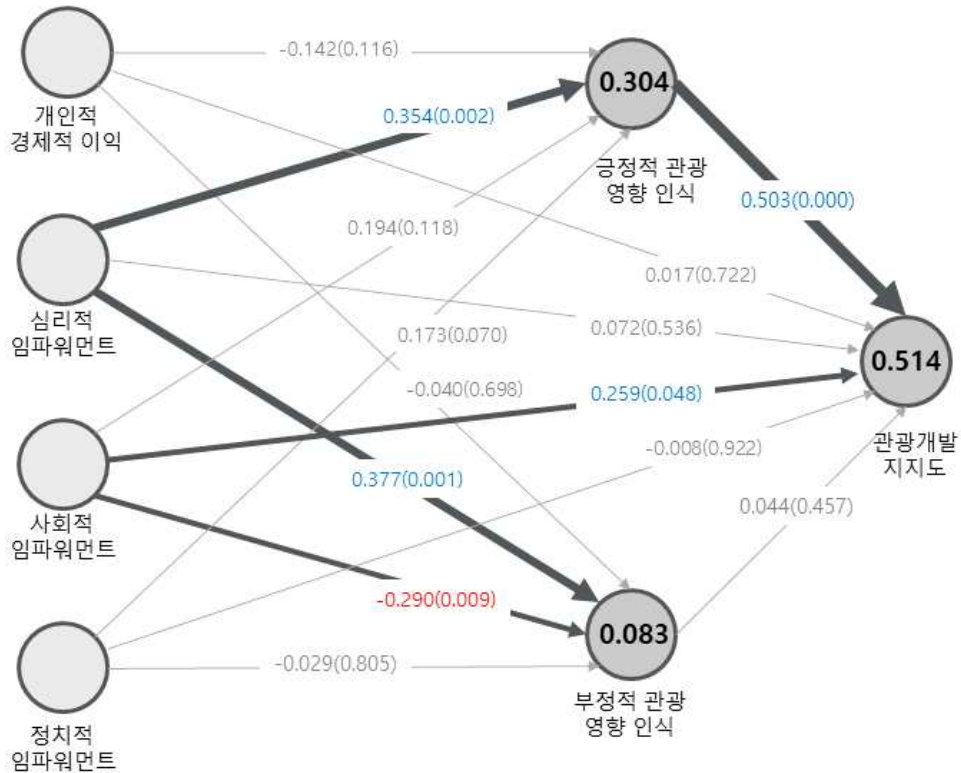 -0.142(0.116)
0.304
개인적
경제적 이익
0.354(0.002)
긍정적 관광
영향 인식
0.503(0.000)
0.194(0.118)
0.017(0.722)
심리적
임파워먼트
0.173(0.070)
0.072(0.536)
0.514
-0.040(0.698)
0.259(0.048)
관광개발
지지도
-0.008(0.922)
0.377(0.001)
0.044(0.457)
사회적
임파워먼트
-0.290(0.009)
0.083
-0.029(0.805)
부정적 관광
영향 인식
정치적
임파워먼트